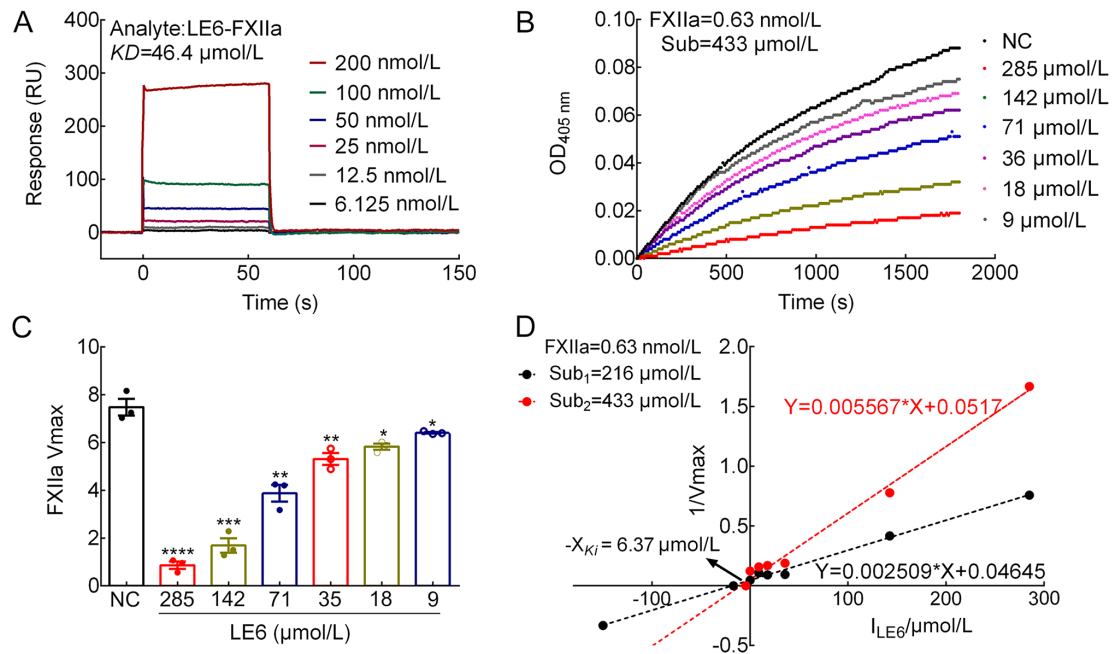 A
Analyte:LE6-FXIIa
KD=46.4 μmol/L
Response (RU)
400
300
200
100
0
0
50
100
150
Time (s)
200 nmol/L
100 nmol/L
50 nmol/L
25 nmol/L
12.5 nmol/L
6.125 nmol/L
B
FXIIa=0.63 nmol/L
Sub=433 μmol/L
OD405 nm
0.10
0.08
0.06
0.04
0.02
0.00
0
500
1000
1500
2000
Time (s)
NC
285 μmol/L
142 μmol/L
71 μmol/L
36 μmol/L
18 μmol/L
9 μmol/L
C
FXIIa Vmax
10
8
6
4
2
0
****
***
**
**
*
*
NC
285
142
71
35
18
9
LE6 (μmol/L)
D
FXIIa=0.63 nmol/L
Sub1=216 μmol/L
Sub2=433 μmol/L
2.0
1.5
1.0
0.5
-0.5
1/Vmax
Y=0.005567*X+0.0517
-XKi = 6.37 μmol/L
Y=0.002509*X+0.04645
-100
100
200
300
ILE6/μmol/L